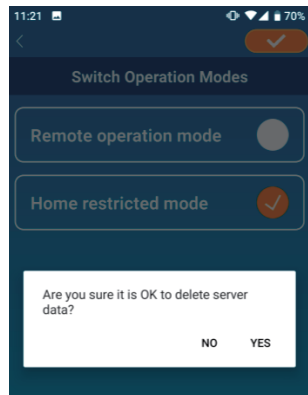 11:21 70%
Switch Operation Modes
Remote operation mode
Home restricted mode
Are you sure it is OK to delete server
data?
NO YES